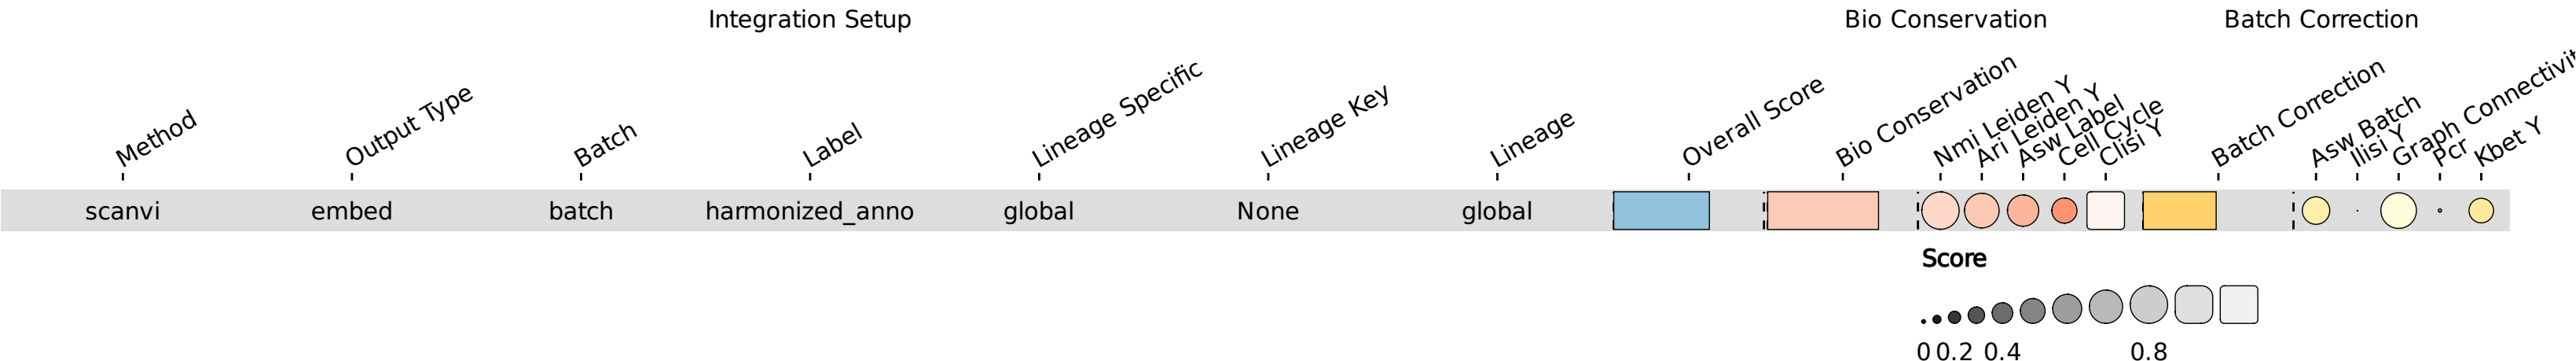 Integration Setup Bio Conservation Batch Correction
Method Output Type Batch Label Lineage Specific Lineage Key Lineage Overall Score Bio Conservation Nmi Leiden Y Ari Leiden Y Asw Label Cell Cycle Clisi Y Batch Correction Asw Batch Ilisi Y Graph Connectivit Pcr Kbet Y
scanvi embed batch harmonized_anno global None global
Score
0 0.2 0.4 0.8